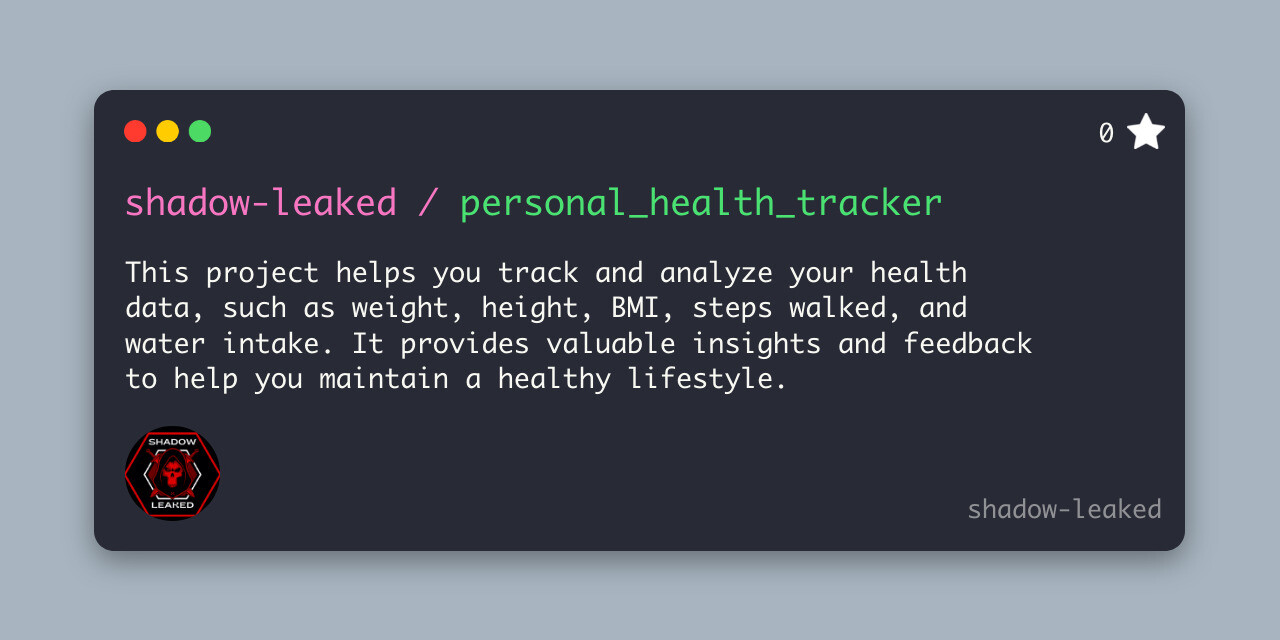 0
shadow-leaked / personal_health_tracker
This project helps you track and analyze your health
data, such as weight, height, BMI, steps walked, and
water intake. It provides valuable insights and feedback
to help you maintain a healthy lifestyle.
SHADOW
LEAKED
shadow-leaked